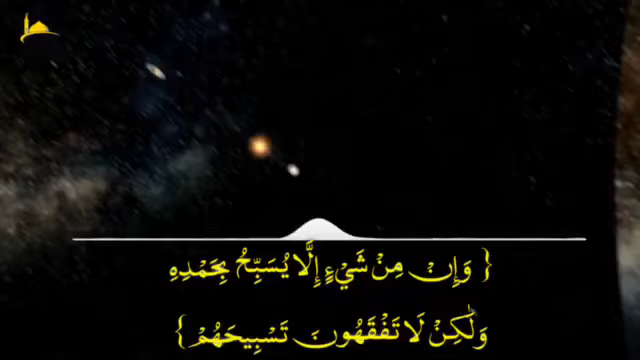 { وَإِنْ مِنْ شَيْءٍ إِلَّا يُسَبِّحُ بِحَمْدِهِ
وَلَٰكِنْ لَا تَفْقَهُونَ تَسْبِيحَهُمْ }